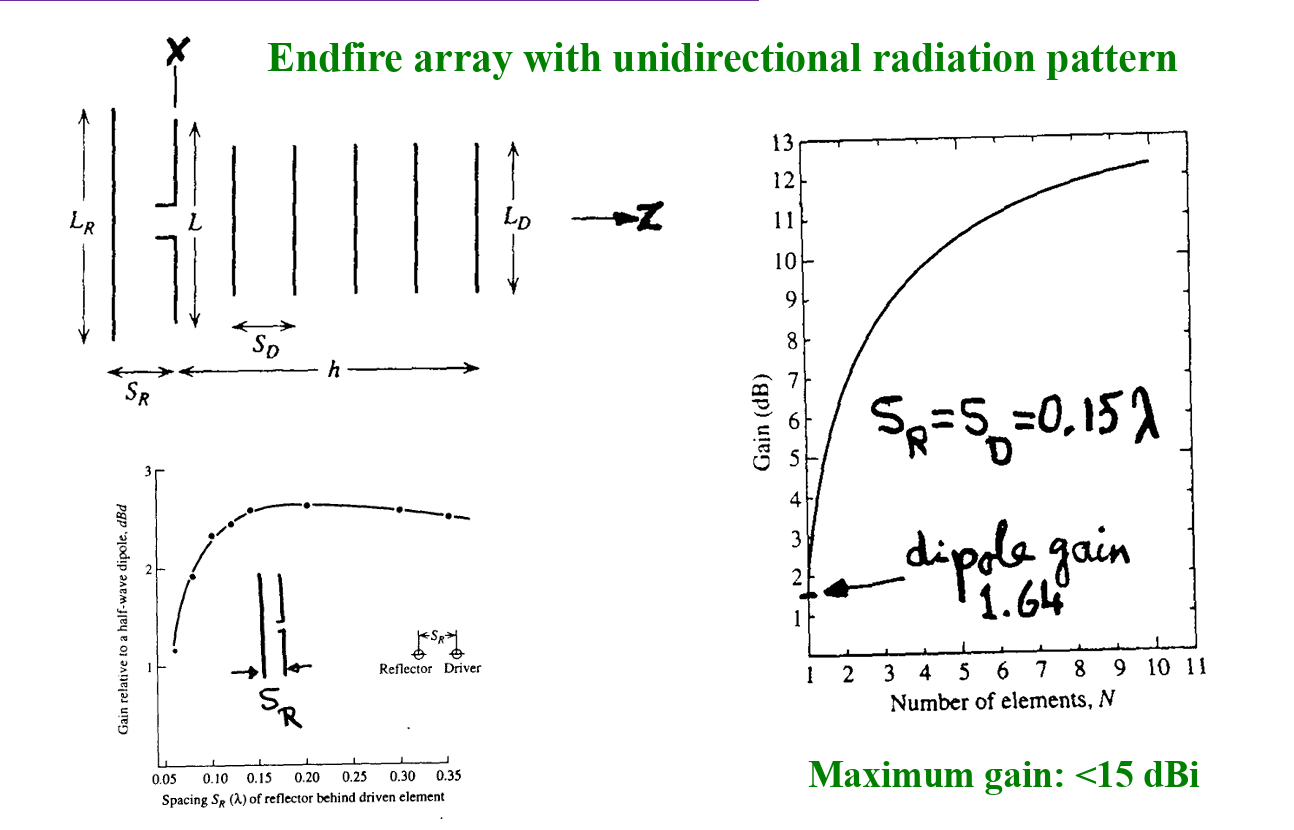 Endfire array with unidirectional radiation pattern
X
L_R
L
L_D
Z
S_D
h
S_R
3
2
1
Gain relative to a half-wave dipole, dBd
S_R
S_R
Reflector Driver
0.05 0.10 0.15 0.20 0.25 0.30 0.35
Spacing S_R (λ) of reflector behind driven element
13
12
11
10
9
8
7
6
5
4
3
2
1
Gain (dB)
S_R=S_D=0.15λ
dipole gain
1.64
1 2 3 4 5 6 7 8 9 10 11
Number of elements, N
Maximum gain: <15 dBi